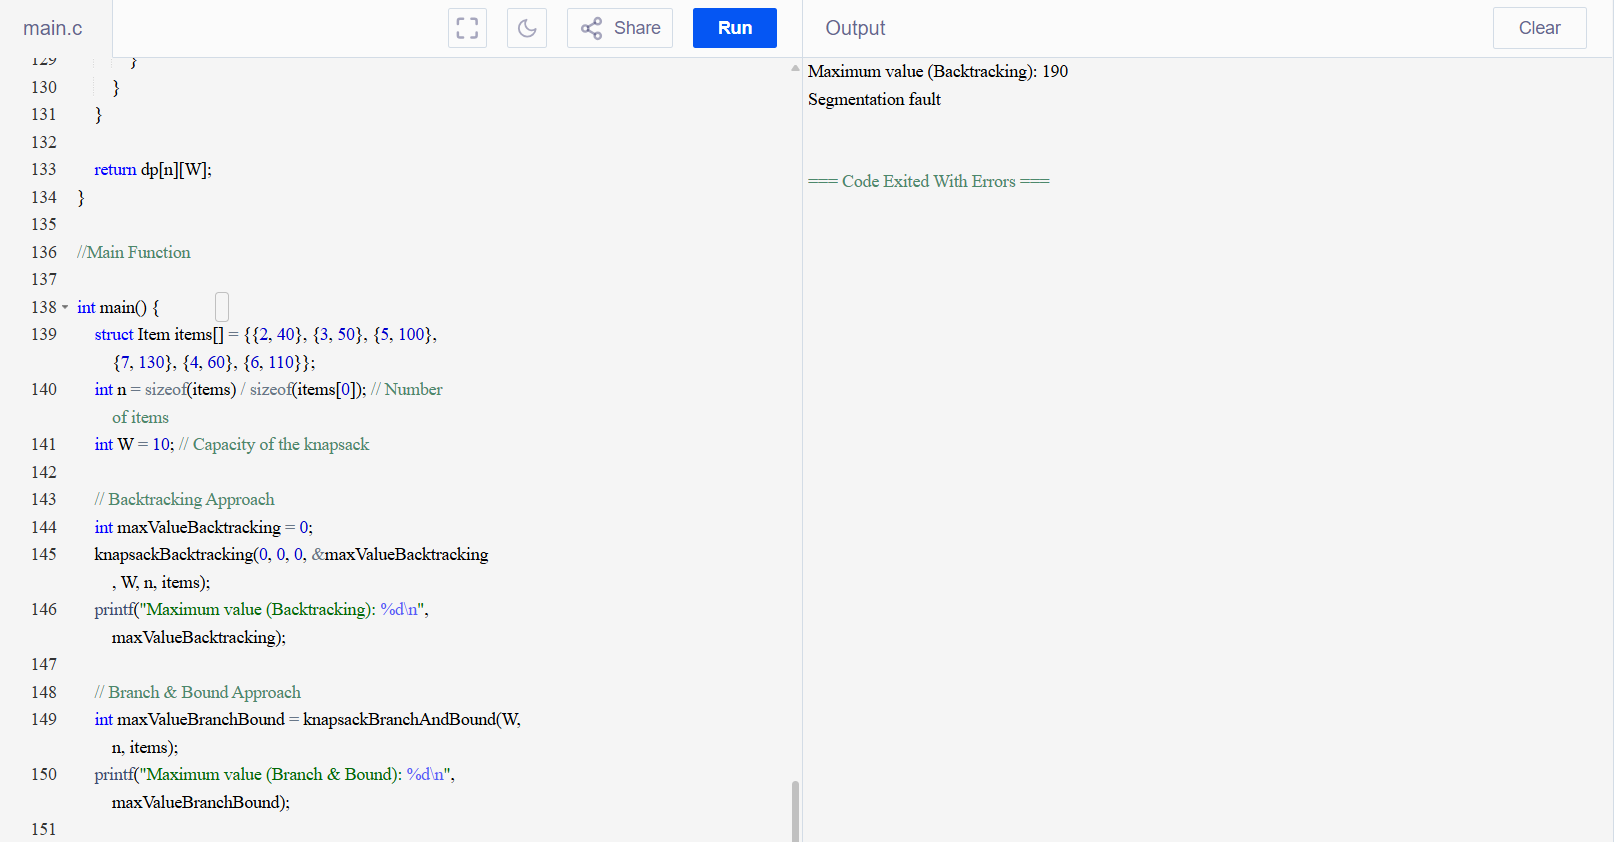 main.c
Share
Run
Output
Clear
129 }
130 }
131 }
132
133 return dp[n][W];
134 }
135
136 //Main Function
137
138 int main() {
139 struct Item items[] = {{2, 40}, {3, 50}, {5, 100},
{7, 130}, {4, 60}, {6, 110}};
140 int n = sizeof(items) / sizeof(items[0]); // Number
of items
141 int W = 10; // Capacity of the knapsack
142
143 // Backtracking Approach
144 int maxValueBacktracking = 0;
145 knapsackBacktracking(0, 0, 0, &maxValueBacktracking
, W, n, items);
146 printf("Maximum value (Backtracking): %d\n",
maxValueBacktracking);
147
148 // Branch & Bound Approach
149 int maxValueBranchBound = knapsackBranchAndBound(W,
n, items);
150 printf("Maximum value (Branch & Bound): %d\n",
maxValueBranchBound);
151
Maximum value (Backtracking): 190
Segmentation fault
=== Code Exited With Errors ===